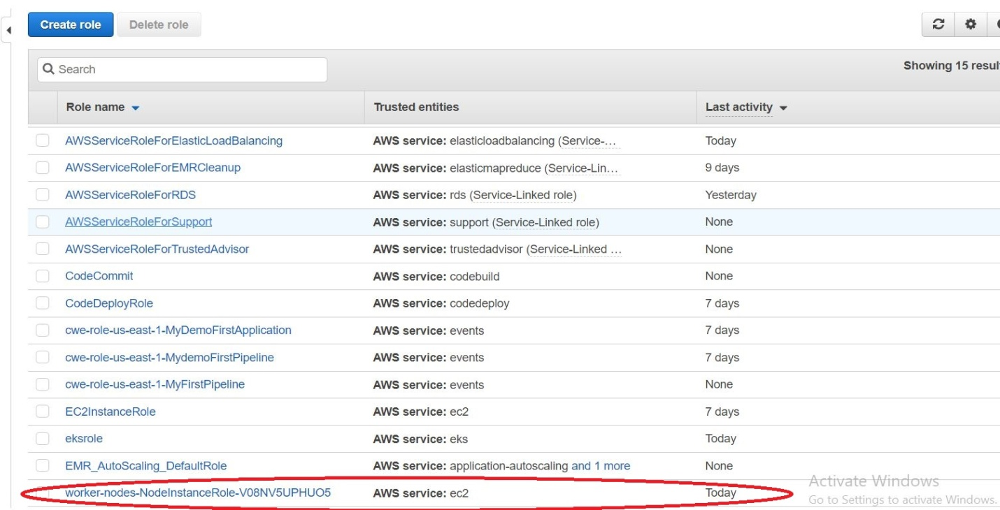 Create role Delete role
Search
Showing 15
Role name Trusted entities Last activity
AWSServiceRoleForElasticLoadBalancing AWS service: elasticloadbalancing (Service-… Today
AWSServiceRoleForEMRCleanup AWS service: elasticmapreduce (Service-Lin… 9 days
AWSServiceRoleForRDS AWS service: rds (Service-Linked role) Yesterday
AWSServiceRoleForSupport AWS service: support (Service-Linked role) None
AWSServiceRoleForTrustedAdvisor AWS service: trustedadvisor (Service-Linked … None
CodeCommit AWS service: codebuild None
CodeDeployRole AWS service: codedeploy 7 days
cwe-role-us-east-1-MyDemoFirstApplication AWS service: events 7 days
cwe-role-us-east-1-MydemoFirstPipeline AWS service: events 7 days
cwe-role-us-east-1-MyFirstPipeline AWS service: events None
EC2InstanceRole AWS service: ec2 7 days
eksrole AWS service: eks Today
EMR_AutoScaling_DefaultRole AWS service: application-autoscaling and 1 more None
worker-nodes-NodeInstanceRole-V08NV5UPHUO5 AWS service: ec2 Today
Activate Windows
Go to Settings to activate Windows.